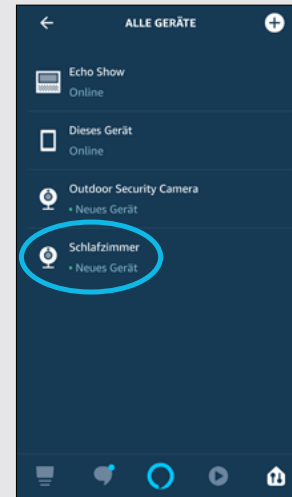 ALLE GERÄTE
Echo Show
Online
Dieses Gerät
Online
Outdoor Security Camera
• Neues Gerät
Schlafzimmer
• Neues Gerät